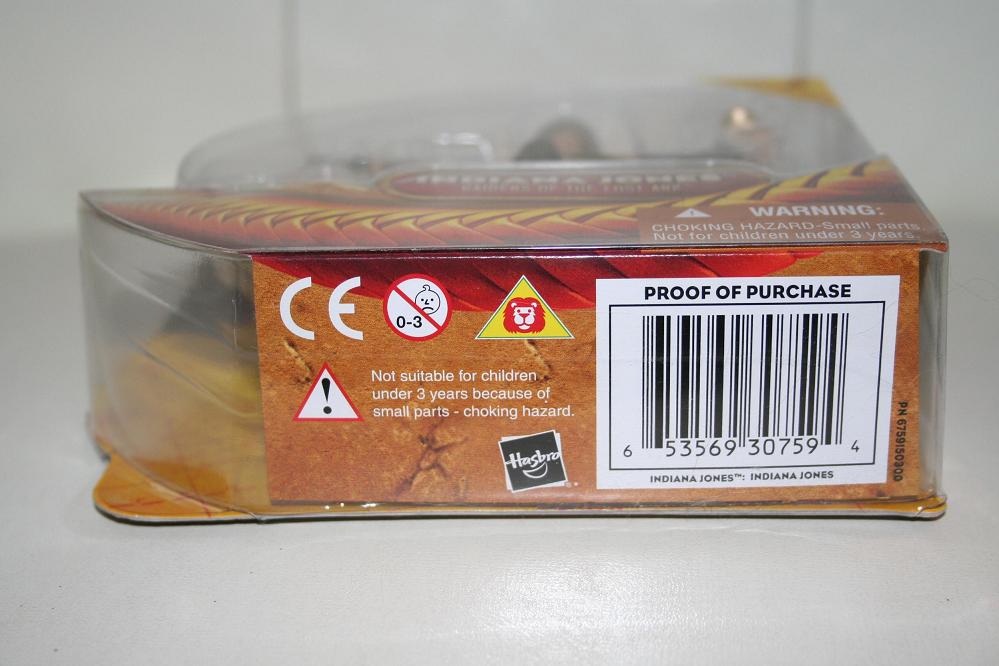 INDIANA JONES
RAIDERS OF THE LOST ARK
WARNING:
CHOKING HAZARD-Small parts.
Not for children under 3 years.
CE
0-3
Not suitable for children
under 3 years because of
small parts - choking hazard.
Hasbro
PROOF OF PURCHASE
6 53569 30759 4
INDIANA JONES™: INDIANA JONES
PN 6759150300